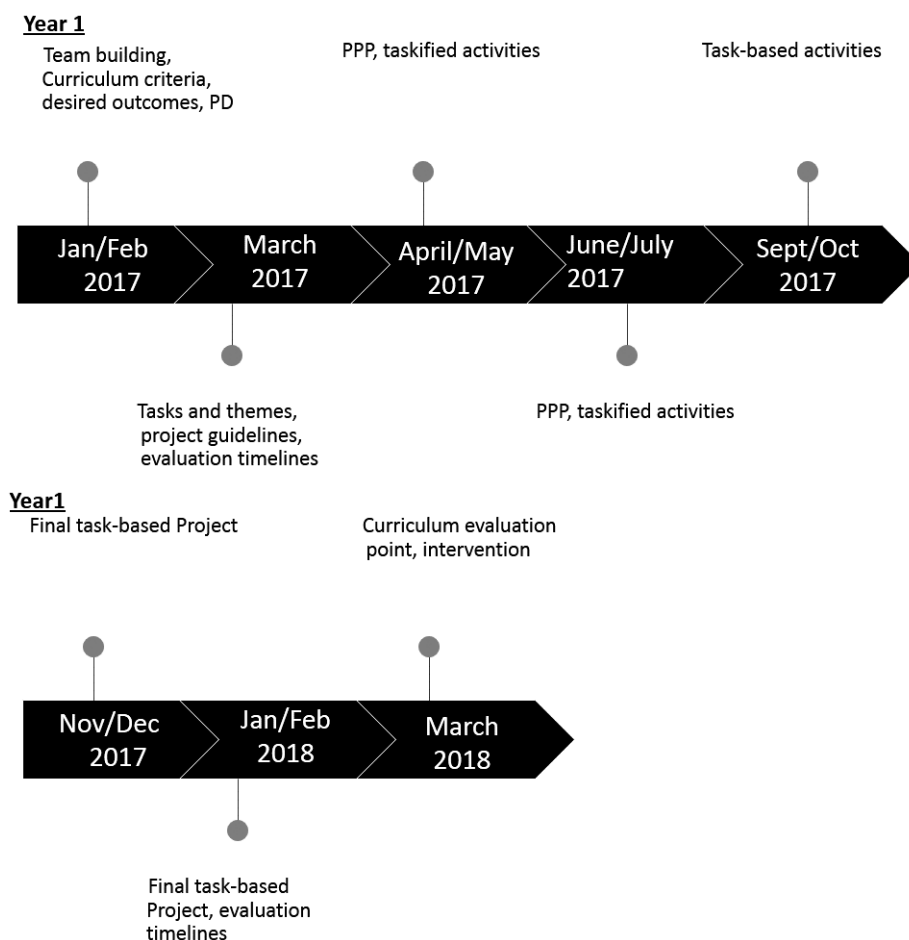 Year 1
Team building,
Curriculum criteria,
desired outcomes, PD
PPP, taskified activities
Task-based activities
Jan/Feb
2017
March
2017
April/May
2017
June/July
2017
Sept/Oct
2017
Tasks and themes,
project guidelines,
evaluation timelines
PPP, taskified activities
Year1
Final task-based Project
Curriculum evaluation
point, intervention
Nov/Dec
2017
Jan/Feb
2018
March
2018
Final task-based
Project, evaluation
timelines